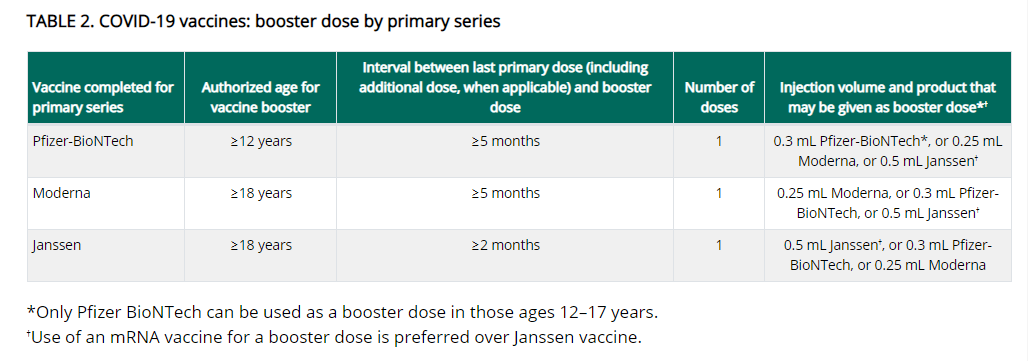 TABLE 2. COVID-19 vaccines: booster dose by primary series
Vaccine completed for
primary series
Authorized age for
vaccine booster
Interval between last primary dose (including
additional dose, when applicable) and booster
dose
Number of
doses
Injection volume and product that
may be given as booster dose*†
Pfizer-BioNTech
≥12 years
≥5 months
1
0.3 mL Pfizer-BioNTech*, or 0.25 mL
Moderna, or 0.5 mL Janssen†
Moderna
≥18 years
≥5 months
1
0.25 mL Moderna, or 0.3 mL Pfizer-
BioNTech, or 0.5 mL Janssen†
Janssen
≥18 years
≥2 months
1
0.5 mL Janssen†, or 0.3 mL Pfizer-
BioNTech, or 0.25 mL Moderna
*Only Pfizer BioNTech can be used as a booster dose in those ages 12–17 years.
†Use of an mRNA vaccine for a booster dose is preferred over Janssen vaccine.